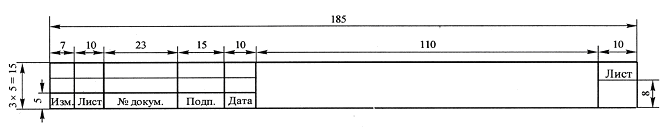 185
7 10 23 15 10 110 10
3 × 5 = 15
5
Лист
8
Изм. Лист № докум. Подп. Дата